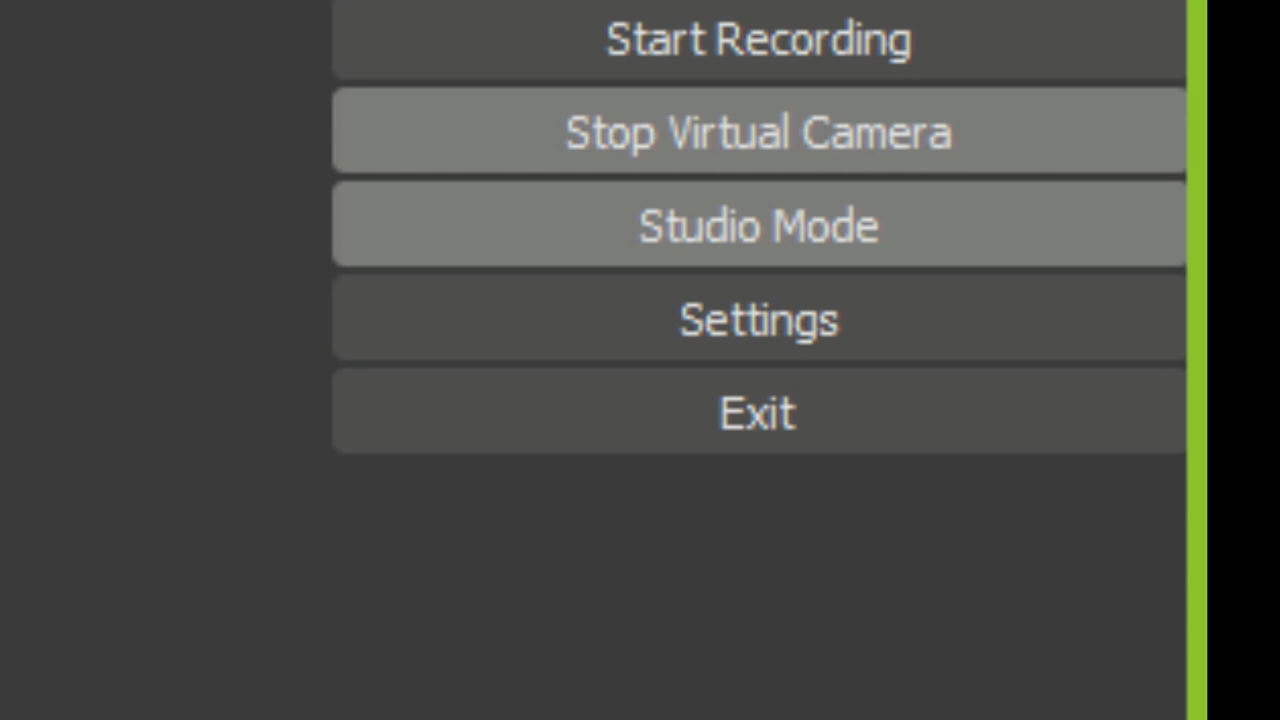 Start Recording
Stop Virtual Camera
Studio Mode
Settings
Exit